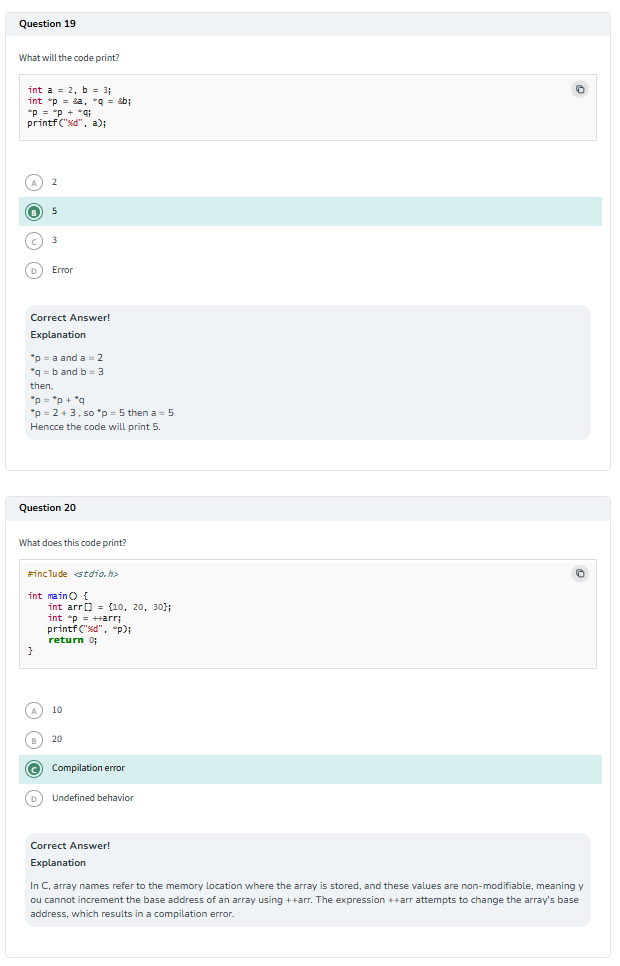 Question 19
What will the code print?
int a = 2, b = 3;
int *p = &a, *q = &b;
*p = *p + *q;
printf("%d", a);
A 2
B 5
C 3
D Error
Correct Answer!
Explanation
*p = a and a = 2
*q = b and b = 3
then,
*p = *p + *q
*p = 2 + 3 , so *p = 5 then a = 5
Hencce the code will print 5.
Question 20
What does this code print?
#include <stdio.h>
int main() {
int arr[] = {10, 20, 30};
int *p = ++arr;
printf("%d", *p);
return 0;
}
A 10
B 20
C Compilation error
D Undefined behavior
Correct Answer!
Explanation
In C, array names refer to the memory location where the array is stored, and these values are non-modifiable, meaning y
ou cannot increment the base address of an array using ++arr. The expression ++arr attempts to change the array's base
address, which results in a compilation error.